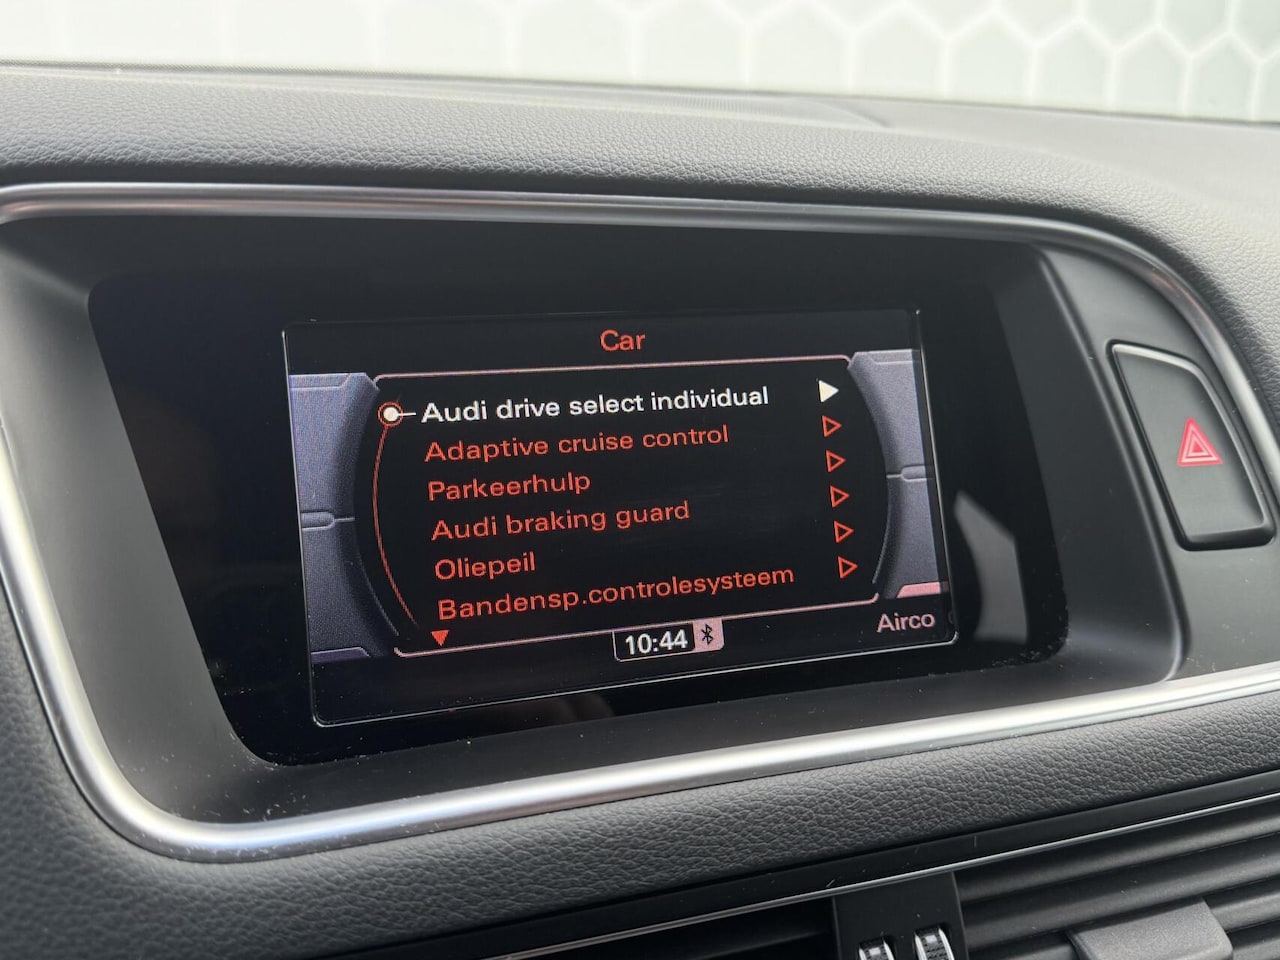 Car
Audi drive select individual
Adaptive cruise control
Parkeerhulp
Audi braking guard
Oliepeil
Bandensp.controlesysteem
10:44
Airco